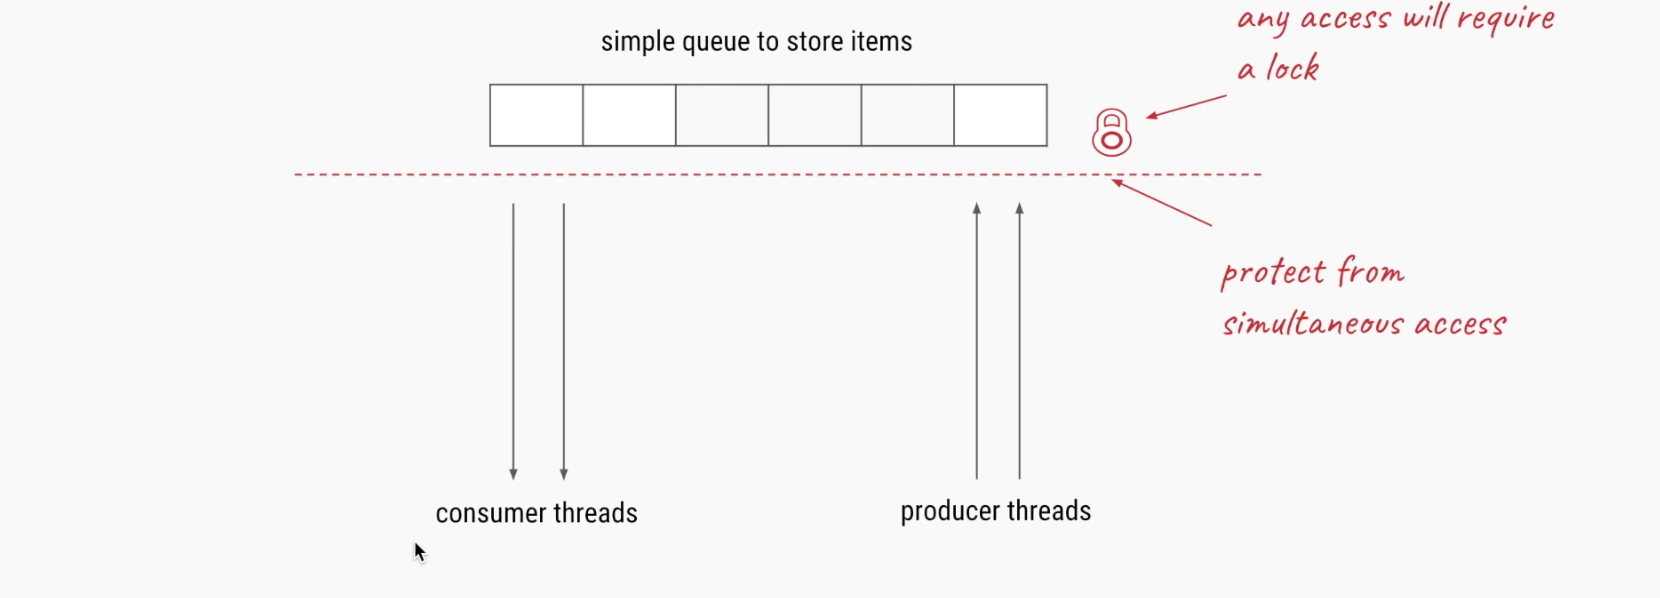 any access will require
a lock
simple queue to store items
protect from
simultaneous access
consumer threads
producer threads